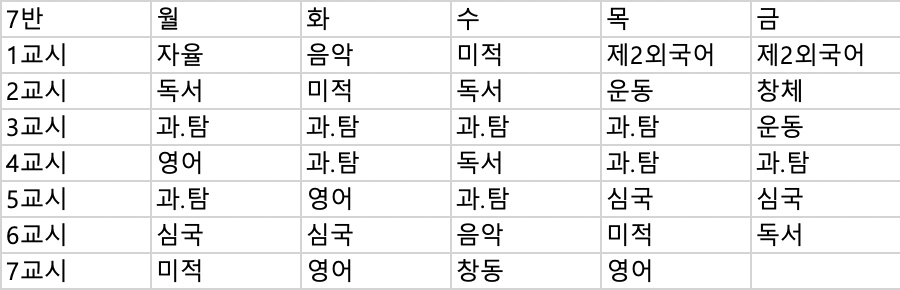 7반 월 화 수 목 금
1교시 자율 음악 미적 제2외국어 제2외국어
2교시 독서 미적 독서 운동 창체
3교시 과.탐 과.탐 과.탐 과.탐 운동
4교시 영어 과.탐 독서 과.탐 과.탐
5교시 과.탐 영어 과.탐 심국 심국
6교시 심국 심국 음악 미적 독서
7교시 미적 영어 창동 영어